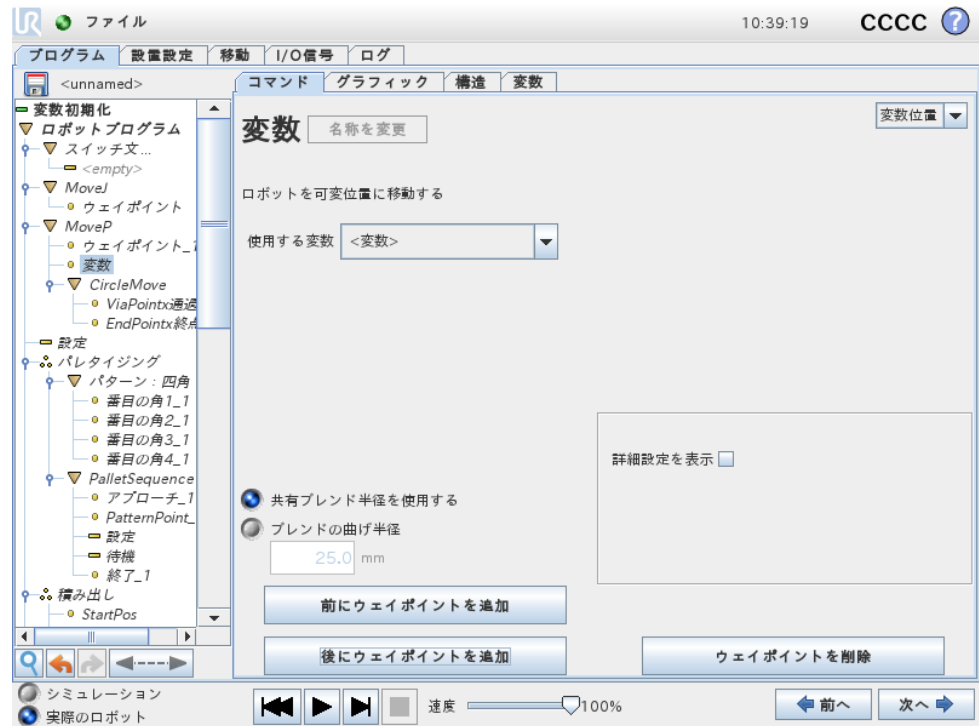 UR ファイル 10:39:19 CCCC ?
プログラム 設置設定 移動 I/O信号 ログ
<unnamed>
コマンド グラフィック 構造 変数
変数初期化
ロボットプログラム
スイッチ文...
<empty>
MoveJ
ウェイポイント
MoveP
ウェイポイント_1
変数
CircleMove
ViaPointx通過
EndPointx終点
設定
パレタイジング
パターン : 四角
番目の角1_1
番目の角2_1
番目の角3_1
番目の角4_1
PalletSequence
アプローチ_1
PatternPoint_
設定
待機
終了_1
積み出し
StartPos
変数 名称を変更
変数位置
ロボットを可変位置に移動する
使用する変数 <変数>
詳細設定を表示
共有ブレンド半径を使用する
ブレンドの曲げ半径
25.0 mm
前にウェイポイントを追加
後にウェイポイントを追加
ウェイポイントを削除
シミュレーション
実際のロボット
速度 100%
前へ 次へ